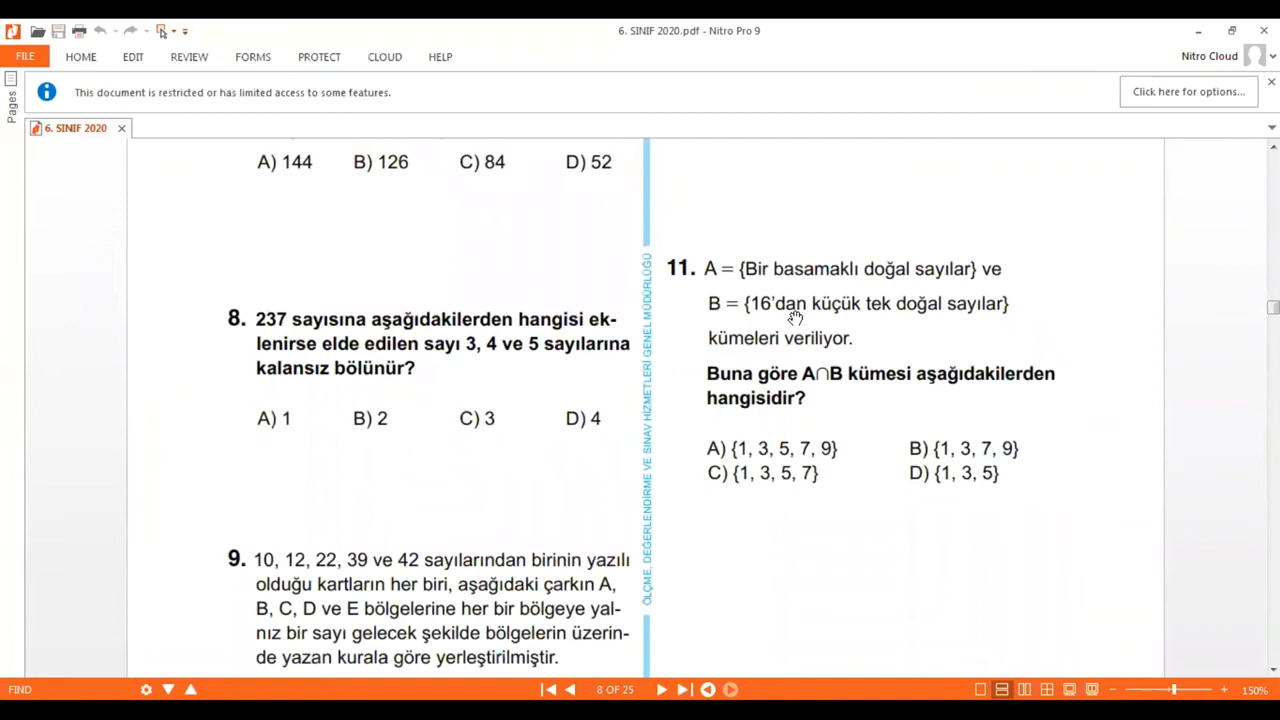 6. SINIF 2020.pdf - Nitro Pro 9
FILE HOME EDIT REVIEW FORMS PROTECT CLOUD HELP
Nitro Cloud
This document is restricted or has limited access to some features.
Click here for options...
Pages
6. SINIF 2020
A) 144 B) 126 C) 84 D) 52
8. 237 sayısına aşağıdakilerden hangisi ek-
lenirse elde edilen sayı 3, 4 ve 5 sayılarına
kalansız bölünür?
A) 1 B) 2 C) 3 D) 4
9. 10, 12, 22, 39 ve 42 sayılarından birinin yazılı
olduğu kartların her biri, aşağıdaki çarkın A,
B, C, D ve E bölgelerine her bir bölgeye yal-
nız bir sayı gelecek şekilde bölgelerin üzerin-
de yazan kurala göre yerleştirilmiştir.
ÖLÇME, DEĞERLENDİRME VE SINAV HİZMETLERİ GENEL MÜDÜRLÜĞÜ
11. A = {Bir basamaklı doğal sayılar} ve
B = {16'dan küçük tek doğal sayılar}
kümeleri veriliyor.
Buna göre A∩B kümesi aşağıdakilerden
hangisidir?
A) {1, 3, 5, 7, 9} B) {1, 3, 7, 9}
C) {1, 3, 5, 7} D) {1, 3, 5}
FIND
8 OF 25
150%